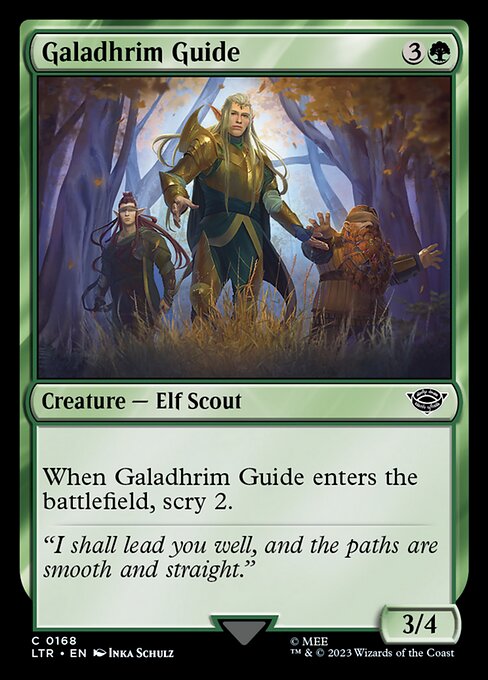 Galadhrim Guide 3
Creature — Elf Scout
When Galadhrim Guide enters the
battlefield, scry 2.
“I shall lead you well, and the paths are
smooth and straight.”
3/4
C 0168
LTR • EN Inka Schulz
© MEE
™ & © 2023 Wizards of the Coast